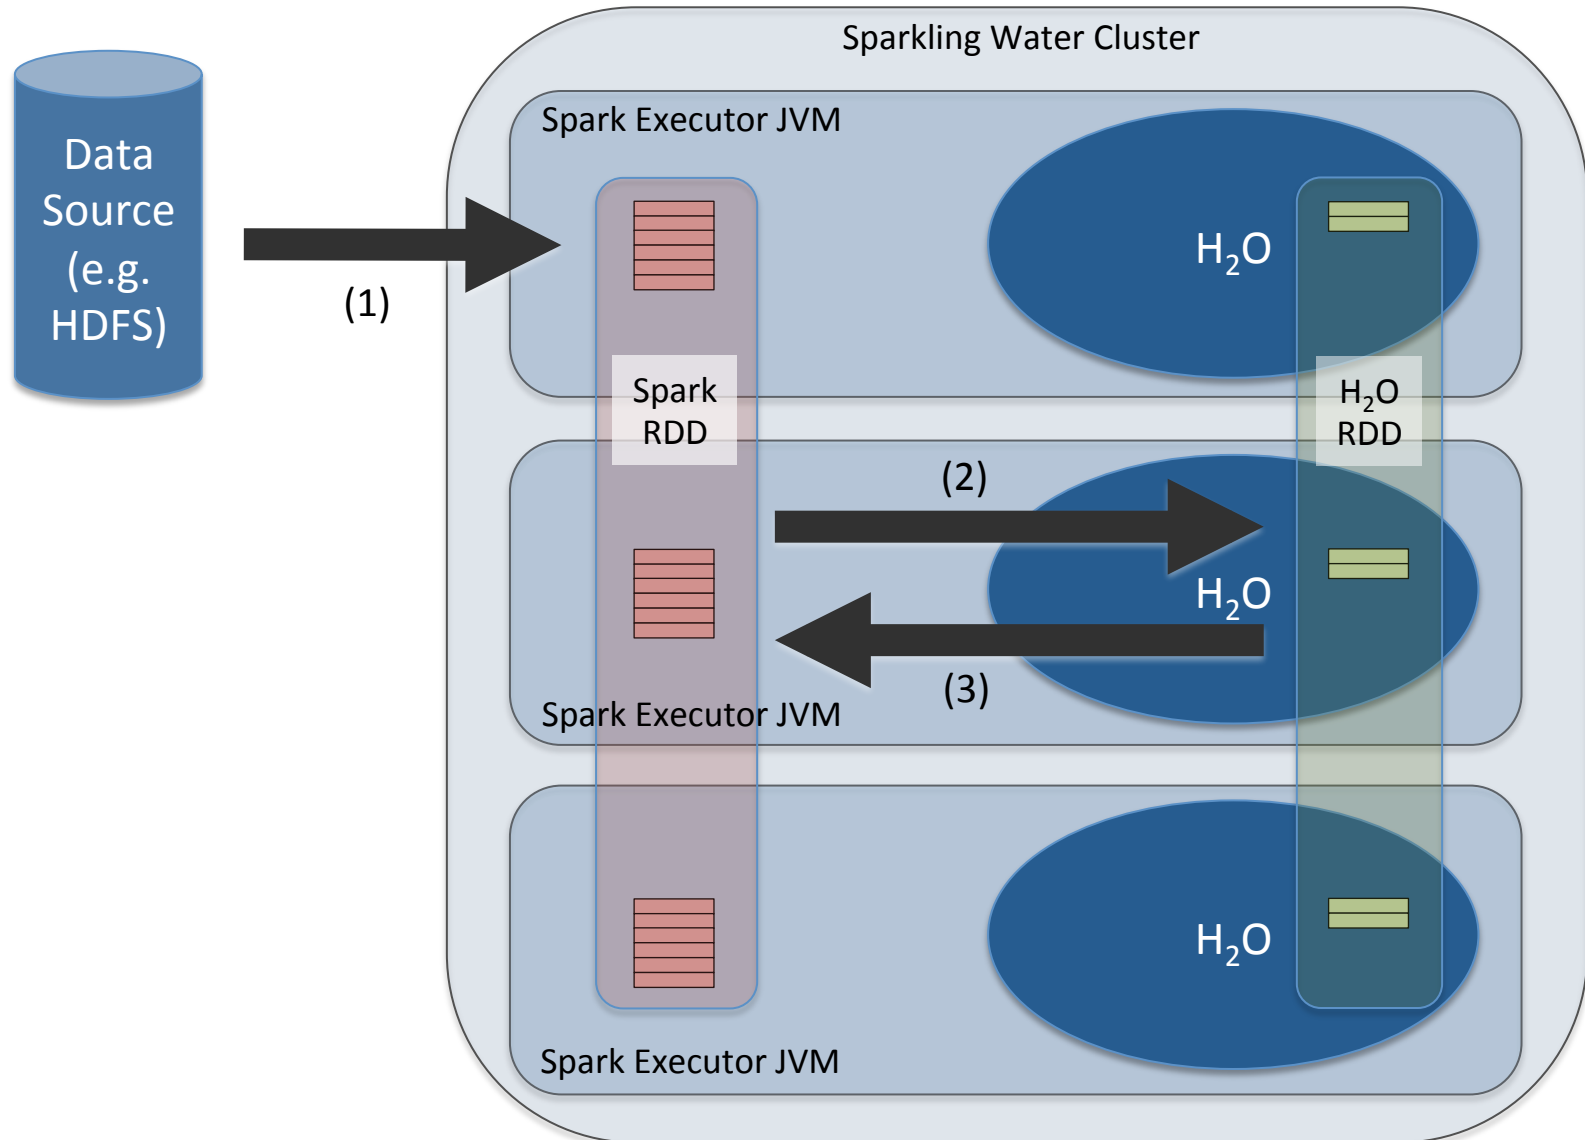 Sparkling Water Cluster
Spark Executor JVM
Data
Source
(e.g.
HDFS)
(1)
H₂O
Spark
RDD
H₂O
RDD
(2)
H₂O
(3)
Spark Executor JVM
H₂O
Spark Executor JVM